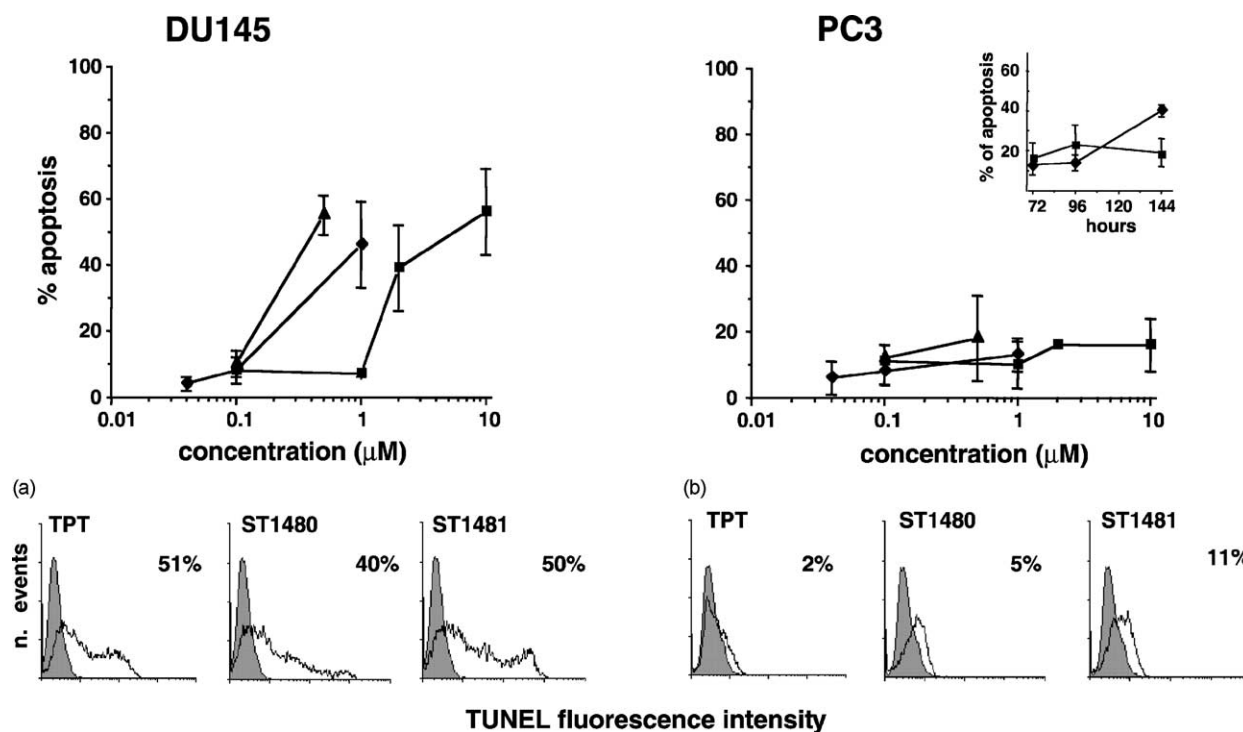 DU145
100
80
60
40
20
0
% apoptosis
0.01 0.1 1 10
concentration (µM)
PC3
100
80
60
40
20
0
0.01 0.1 1 10
concentration (µM)
60
40
20
% of apoptosis
72 96 120 144
hours
(a)
TPT
51%
ST1480
40%
ST1481
50%
n. events
(b)
TPT
2%
ST1480
5%
ST1481
11%
TUNEL fluorescence intensity